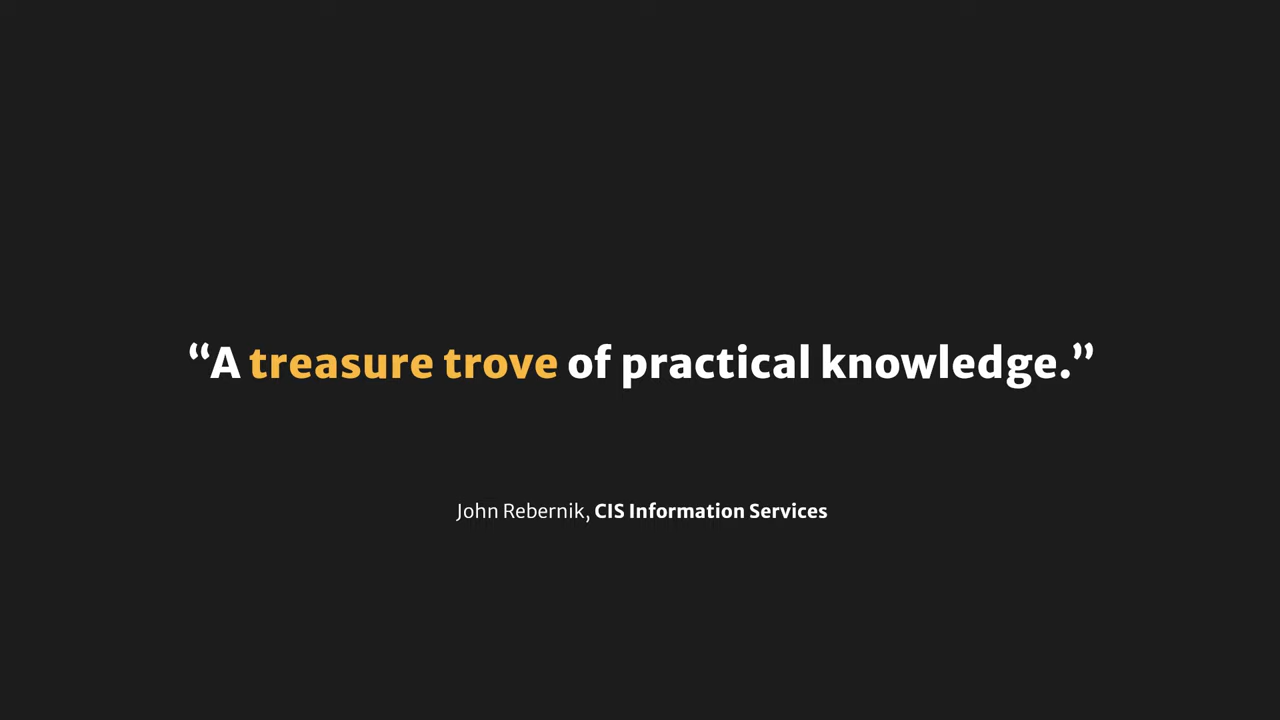 “A treasure trove of practical knowledge.”
John Rebernik, CIS Information Services